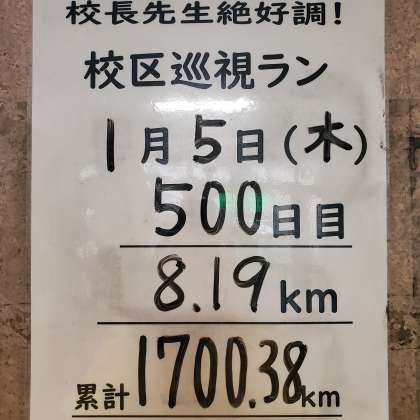 校長先生絶好調！
校区巡視ラン
1月5日(木)
500日目
8.19km
累計1700.38km